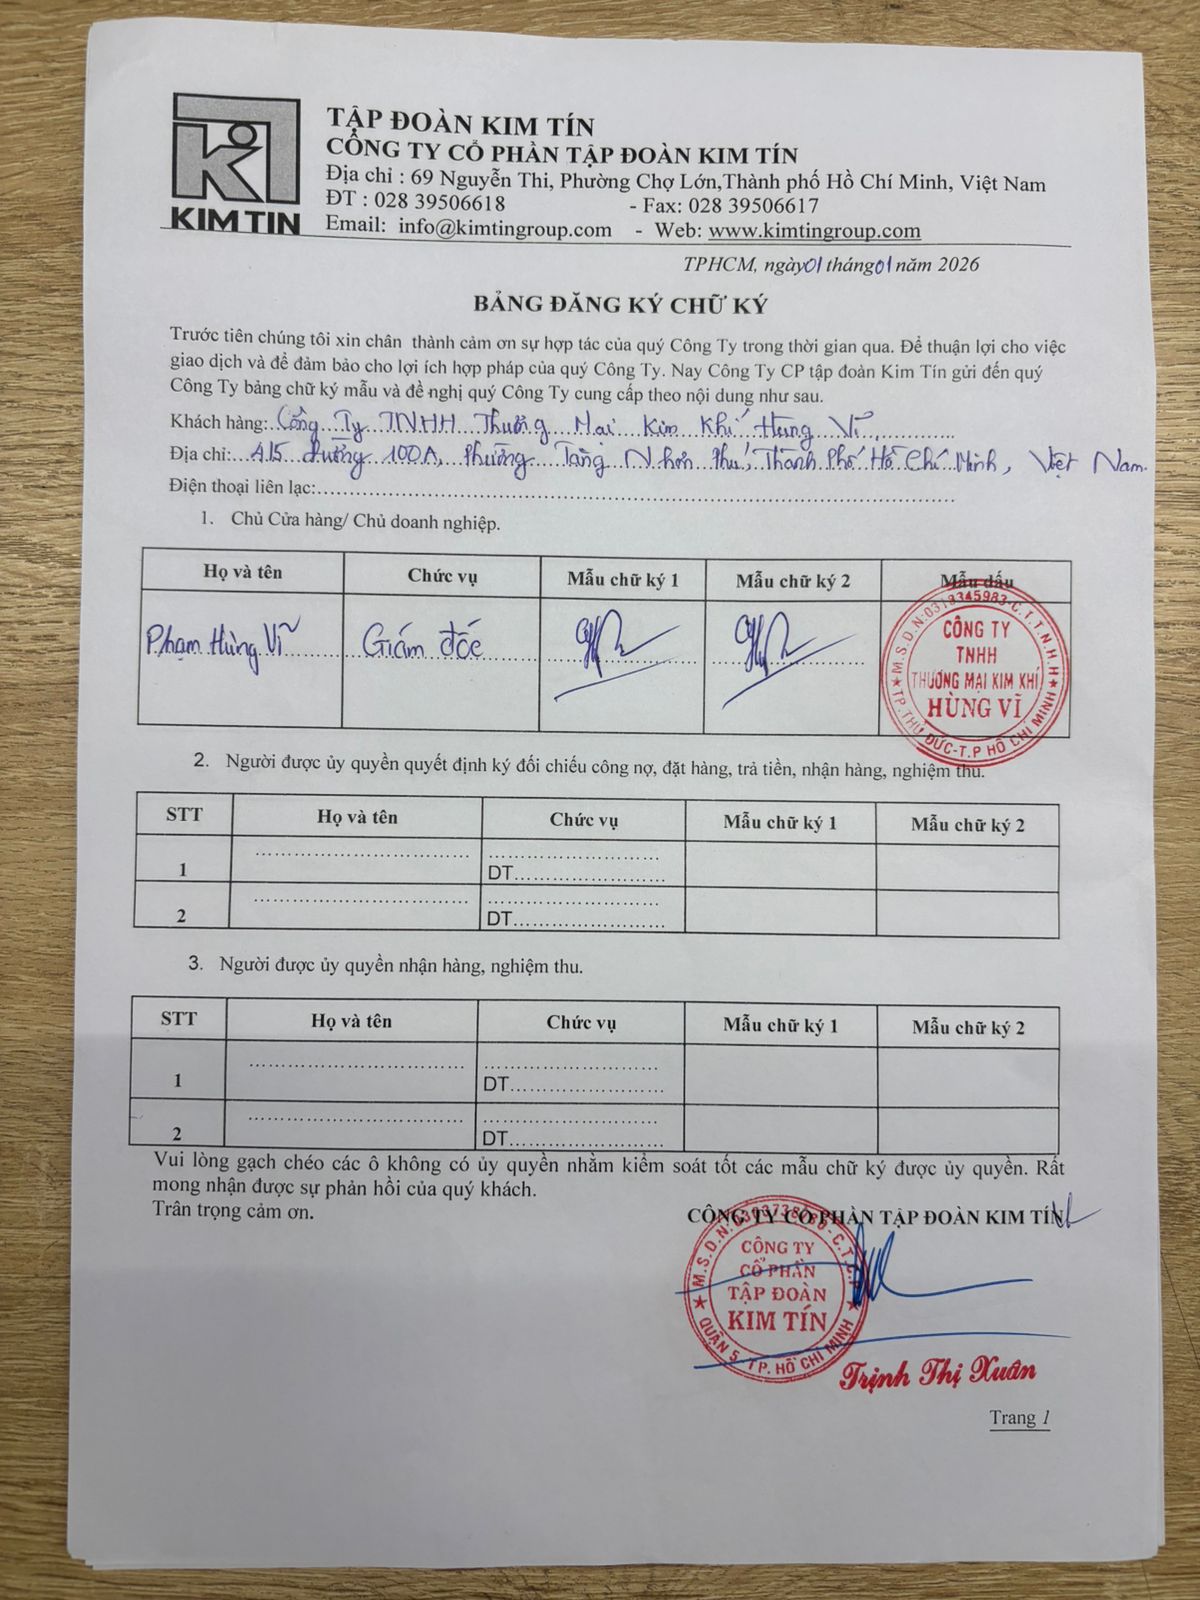 KIM TIN
TẬP ĐOÀN KIM TÍN
CÔNG TY CỔ PHẦN TẬP ĐOÀN KIM TÍN
Địa chỉ : 69 Nguyễn Thi, Phường Chợ Lớn,Thành phố Hồ Chí Minh, Việt Nam
ĐT : 028 39506618 - Fax: 028 39506617
Email: info@kimtingroup.com - Web: www.kimtingroup.com
TPHCM, ngày 01 tháng 01 năm 2026
BẢNG ĐĂNG KÝ CHỮ KÝ
Trước tiên chúng tôi xin chân thành cảm ơn sự hợp tác của quý Công Ty trong thời gian qua. Để thuận lợi cho việc
giao dịch và để đảm bảo cho lợi ích hợp pháp của quý Công Ty. Nay Công Ty CP tập đoàn Kim Tín gửi đến quý
Công Ty bảng chữ ký mẫu và đề nghị quý Công Ty cung cấp theo nội dung như sau.
Khách hàng: Công Ty TNHH Thương Mại Kim Khí Hùng Vĩ
Địa chỉ: 415 Đường 100A, Phường Tăng Nhơn Phú, Thành Phố Hồ Chí Minh, Việt Nam.
Điện thoại liên lạc:
1. Chủ Cửa hàng/ Chủ doanh nghiệp.
Họ và tên Chức vụ Mẫu chữ ký 1 Mẫu chữ ký 2 Mẫu dấu
Phạm Hùng Vĩ Giám đốc
M.S.D.N:0318345983-C.T.T.N.H.H
CÔNG TY
TNHH
THƯƠNG MẠI KIM KHÍ
HÙNG VĨ
TP.THỦ ĐỨC-T.P HỒ CHÍ MINH
2. Người được ủy quyền quyết định ký đối chiếu công nợ, đặt hàng, trả tiền, nhận hàng, nghiệm thu.
STT Họ và tên Chức vụ Mẫu chữ ký 1 Mẫu chữ ký 2
1 DT
2 DT
3. Người được ủy quyền nhận hàng, nghiệm thu.
STT Họ và tên Chức vụ Mẫu chữ ký 1 Mẫu chữ ký 2
1 DT
2 DT
Vui lòng gạch chéo các ô không có ủy quyền nhằm kiểm soát tốt các mẫu chữ ký được ủy quyền. Rất
mong nhận được sự phản hồi của quý khách.
Trân trọng cảm ơn.
CÔNG TY CỔ PHẦN TẬP ĐOÀN KIM TÍN
CÔNG TY
CỔ PHẦN
TẬP ĐOÀN
KIM TÍN
QUẬN 5 T.P. HỒ CHÍ MINH
Trịnh Thị Xuân
Trang 1